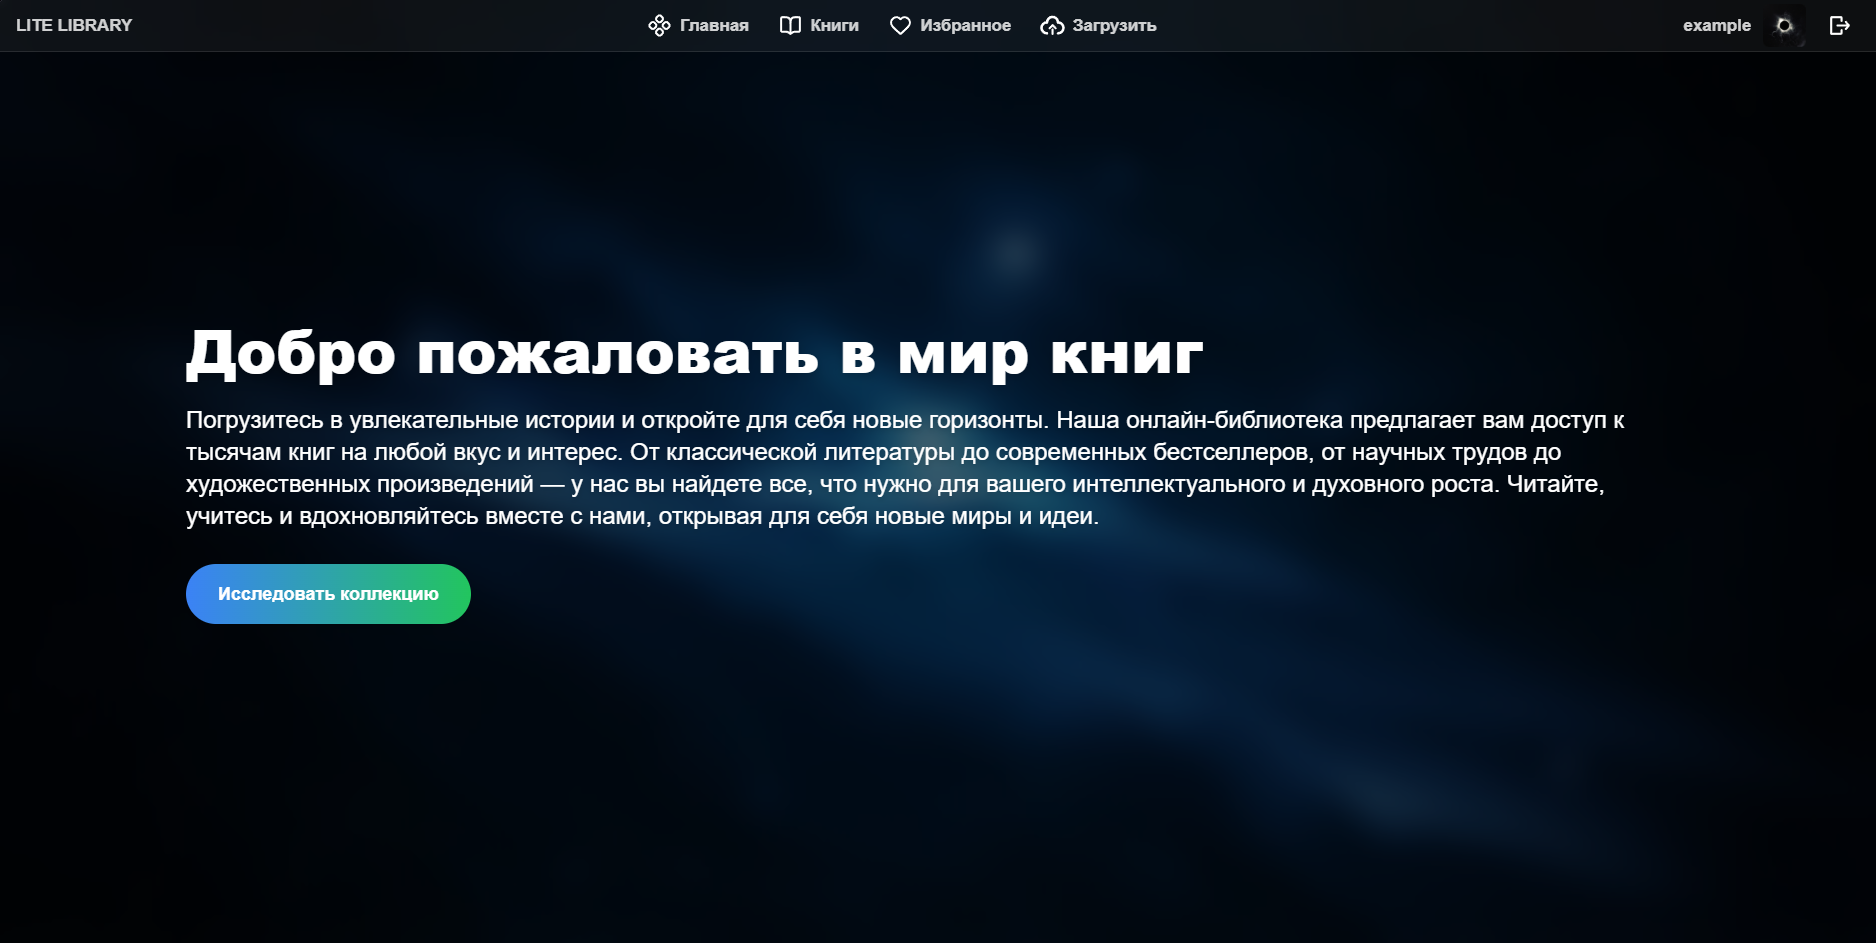 LITE LIBRARY
Главная
Книги
Избранное
Загрузить
example
Добро пожаловать в мир книг
Погрузитесь в увлекательные истории и откройте для себя новые горизонты. Наша онлайн-библиотека предлагает вам доступ к
тысячам книг на любой вкус и интерес. От классической литературы до современных бестселлеров, от научных трудов до
художественных произведений — у нас вы найдете все, что нужно для вашего интеллектуального и духовного роста. Читайте,
учитесь и вдохновляйтесь вместе с нами, открывая для себя новые миры и идеи.
Исследовать коллекцию